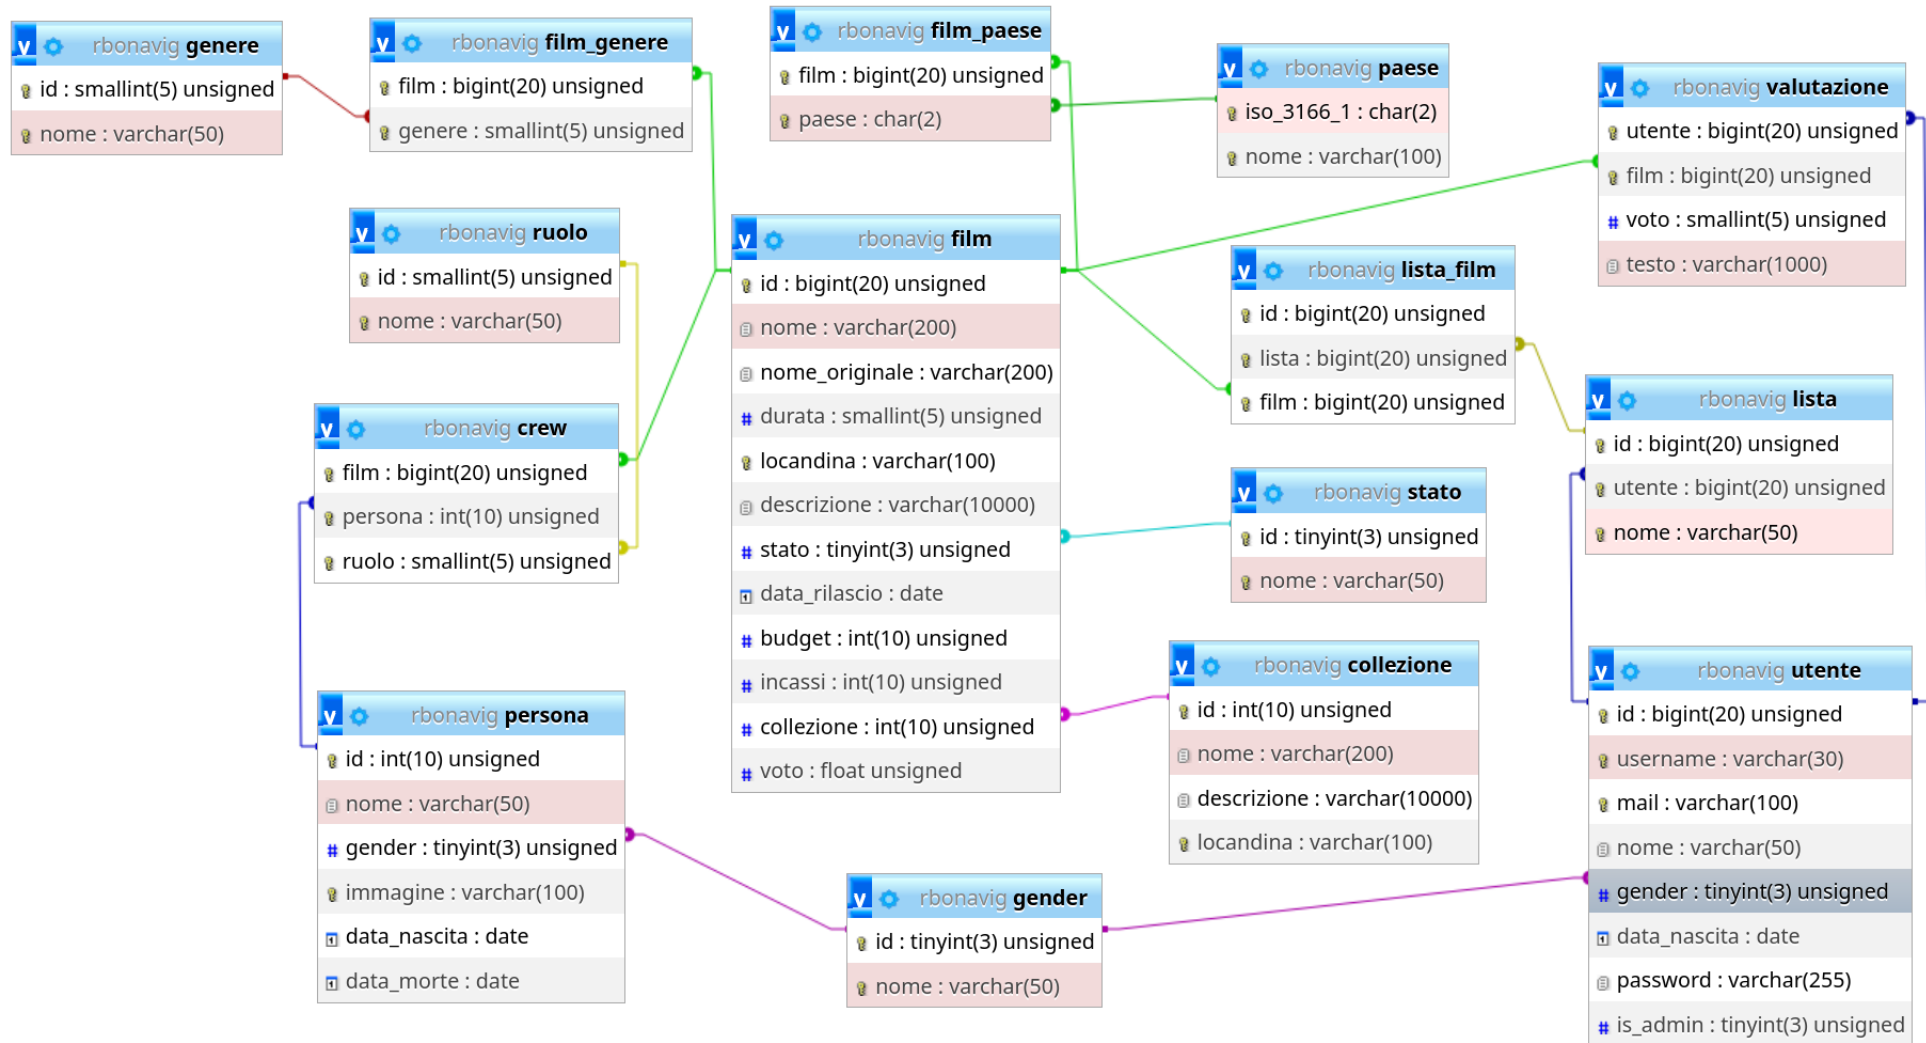 rbonavig genere
id : smallint(5) unsigned
nome : varchar(50)
rbonavig film_genere
film : bigint(20) unsigned
genere : smallint(5) unsigned
rbonavig film_paese
film : bigint(20) unsigned
paese : char(2)
rbonavig paese
iso_3166_1 : char(2)
nome : varchar(100)
rbonavig valutazione
utente : bigint(20) unsigned
film : bigint(20) unsigned
voto : smallint(5) unsigned
testo : varchar(1000)
rbonavig ruolo
id : smallint(5) unsigned
nome : varchar(50)
rbonavig film
id : bigint(20) unsigned
nome : varchar(200)
nome_originale : varchar(200)
durata : smallint(5) unsigned
locandina : varchar(100)
descrizione : varchar(10000)
stato : tinyint(3) unsigned
data_rilascio : date
budget : int(10) unsigned
incassi : int(10) unsigned
collezione : int(10) unsigned
voto : float unsigned
rbonavig lista_film
id : bigint(20) unsigned
lista : bigint(20) unsigned
film : bigint(20) unsigned
rbonavig lista
id : bigint(20) unsigned
utente : bigint(20) unsigned
nome : varchar(50)
rbonavig crew
film : bigint(20) unsigned
persona : int(10) unsigned
ruolo : smallint(5) unsigned
rbonavig stato
id : tinyint(3) unsigned
nome : varchar(50)
rbonavig collezione
id : int(10) unsigned
nome : varchar(200)
descrizione : varchar(10000)
locandina : varchar(100)
rbonavig utente
id : bigint(20) unsigned
username : varchar(30)
mail : varchar(100)
nome : varchar(50)
gender : tinyint(3) unsigned
data_nascita : date
password : varchar(255)
is_admin : tinyint(3) unsigned
rbonavig persona
id : int(10) unsigned
nome : varchar(50)
gender : tinyint(3) unsigned
immagine : varchar(100)
data_nascita : date
data_morte : date
rbonavig gender
id : tinyint(3) unsigned
nome : varchar(50)